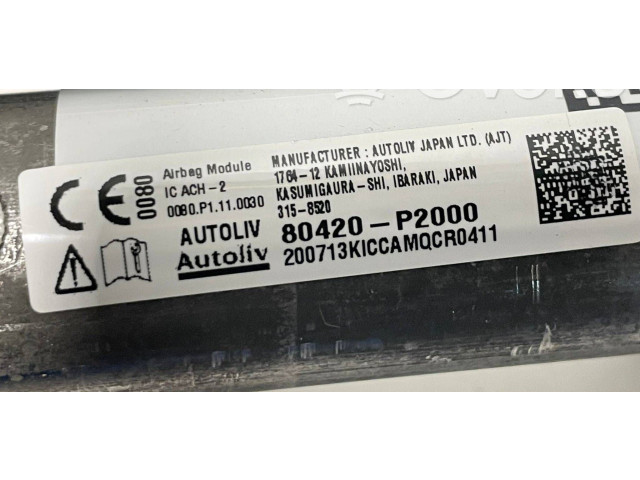 CE 0080
Airbag Module
IC ACH-2
0080.P1.11.0030
MANUFACTURER : AUTOLIV JAPAN LTD. (AJT)
1764-12 KAMIINAYOSHI,
KASUMIGAURA-SHI, IBARAKI, JAPAN
315-8520
AUTOLIV
Autoliv
80420-P2000
200713KICCAMQCR0411